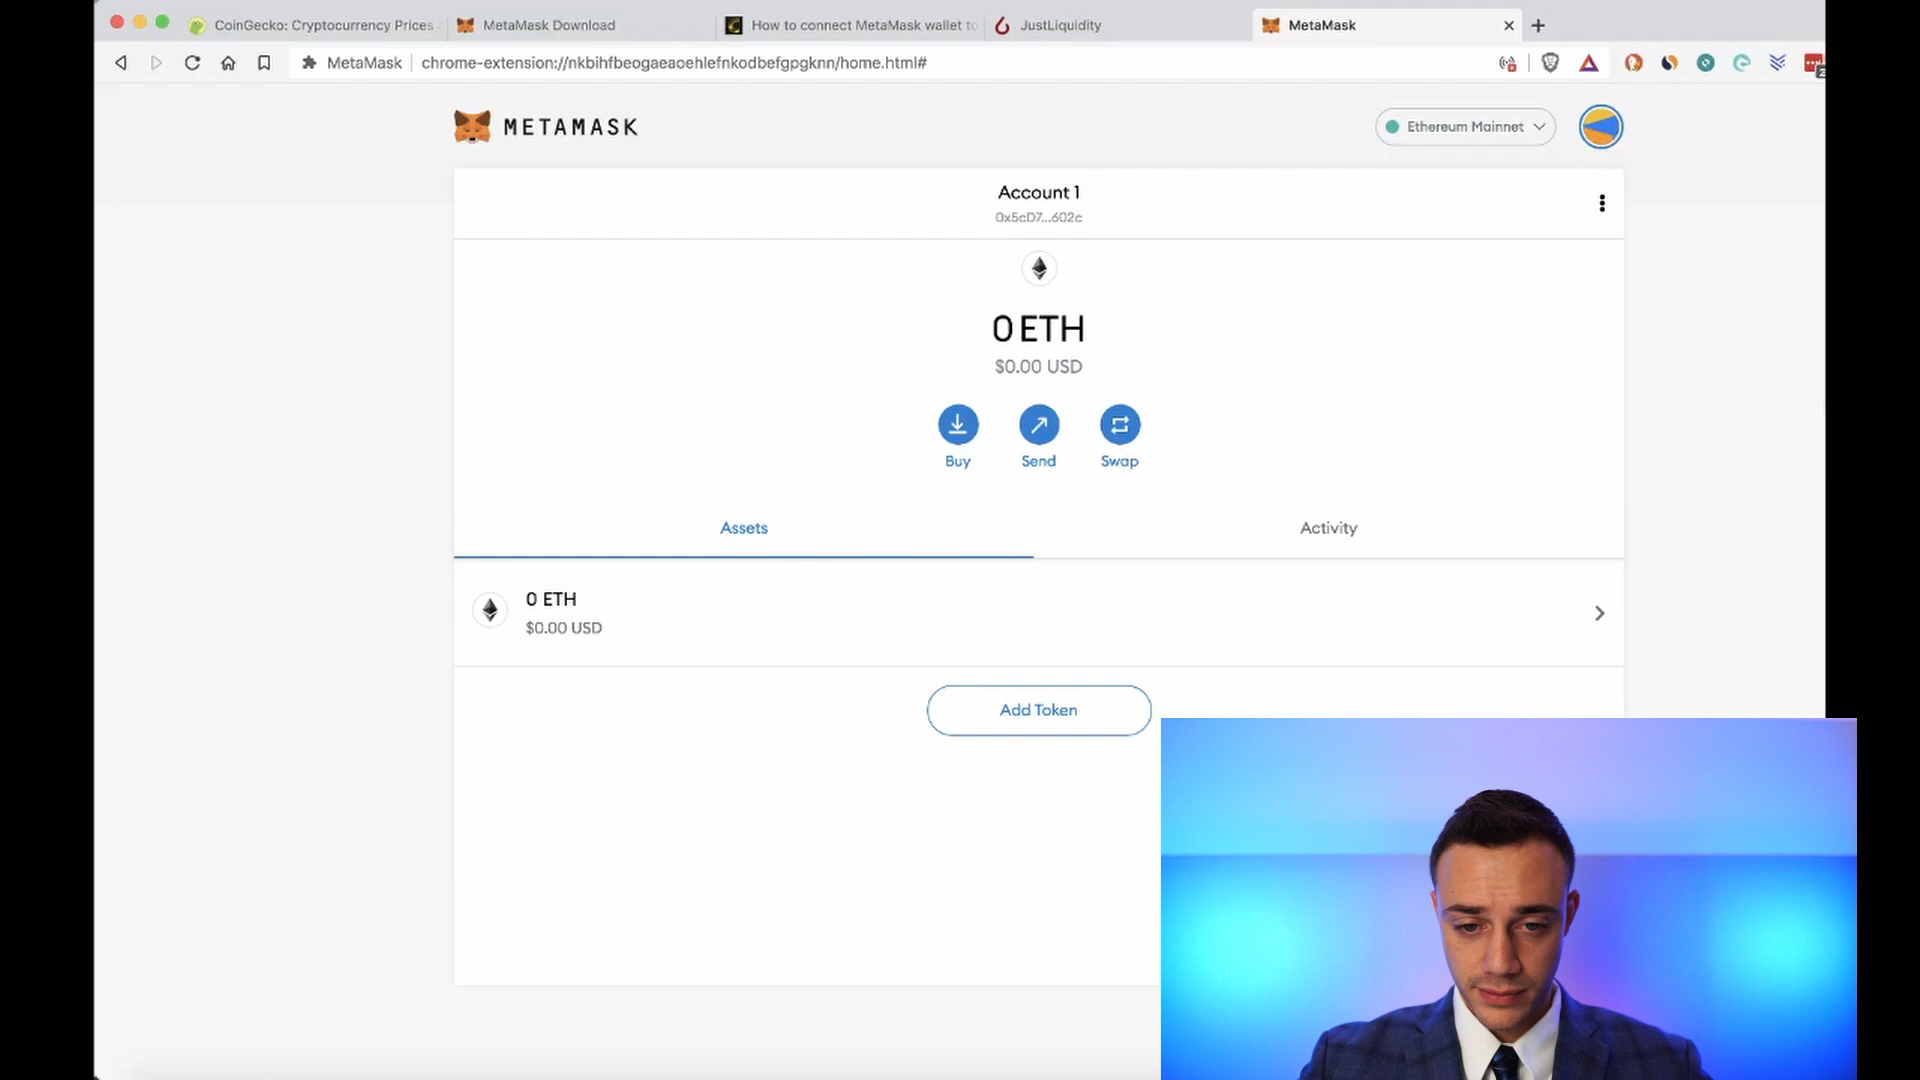 CoinGecko: Cryptocurrency Prices
MetaMask Download
How to connect MetaMask wallet to
JustLiquidity
MetaMask
MetaMask
chrome-extension://nkbihfbeogaeaoehlefnkodbefgpgknn/home.html#
METAMASK
Ethereum Mainnet
Account 1
0x5cD7...602c
0 ETH
$0.00 USD
Buy
Send
Swap
Assets
Activity
0 ETH
$0.00 USD
Add Token